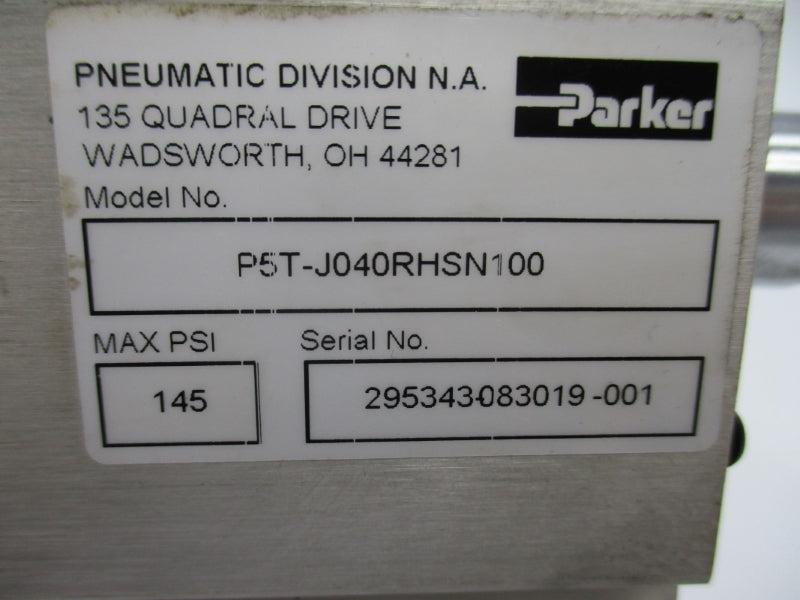 PNEUMATIC DIVISION N.A.
135 QUADRAL DRIVE
WADSWORTH, OH 44281
Parker
Model No.
P5T-J040RHSN100
MAX PSI
145
Serial No.
295343-083019-001